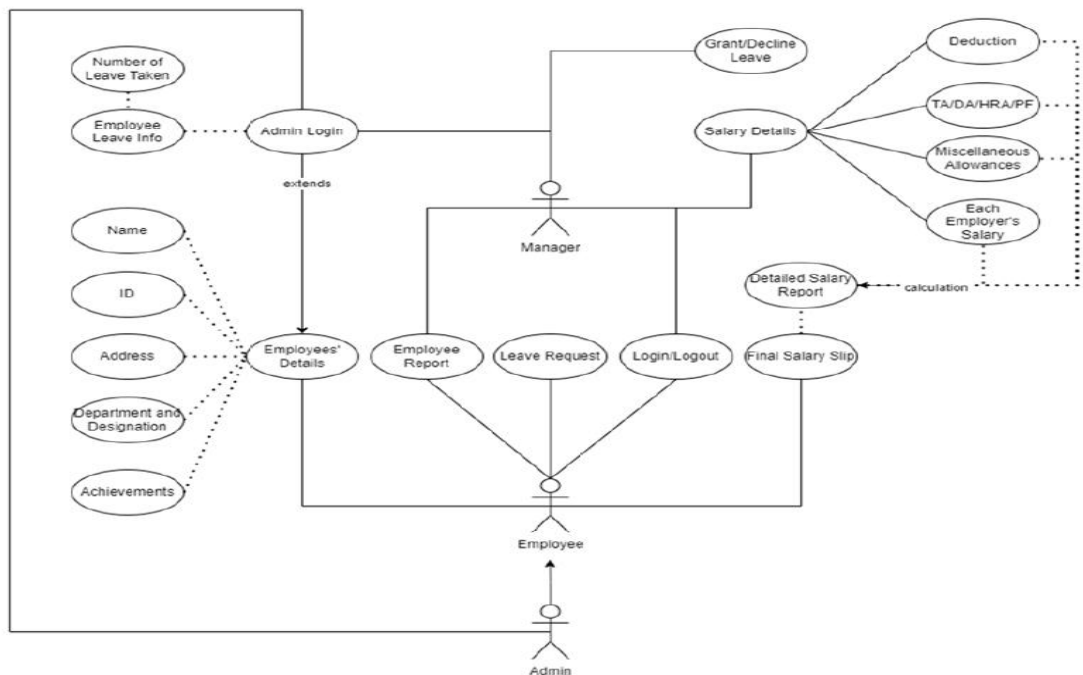 Number of
Leave Taken
Grant/Decline
Leave
Deduction
Employee
Leave Info
Admin Login
Salary Details
TA/DA/HRA/PF
Miscellaneous
Allowances
extends
Each
Employer's
Salary
Name
Manager
ID
Detailed Salary
Report
calculation
Address
Employees'
Details
Employee
Report
Leave Request
Login/Logout
Final Salary Slip
Department and
Designation
Achievements
Employee
Admin